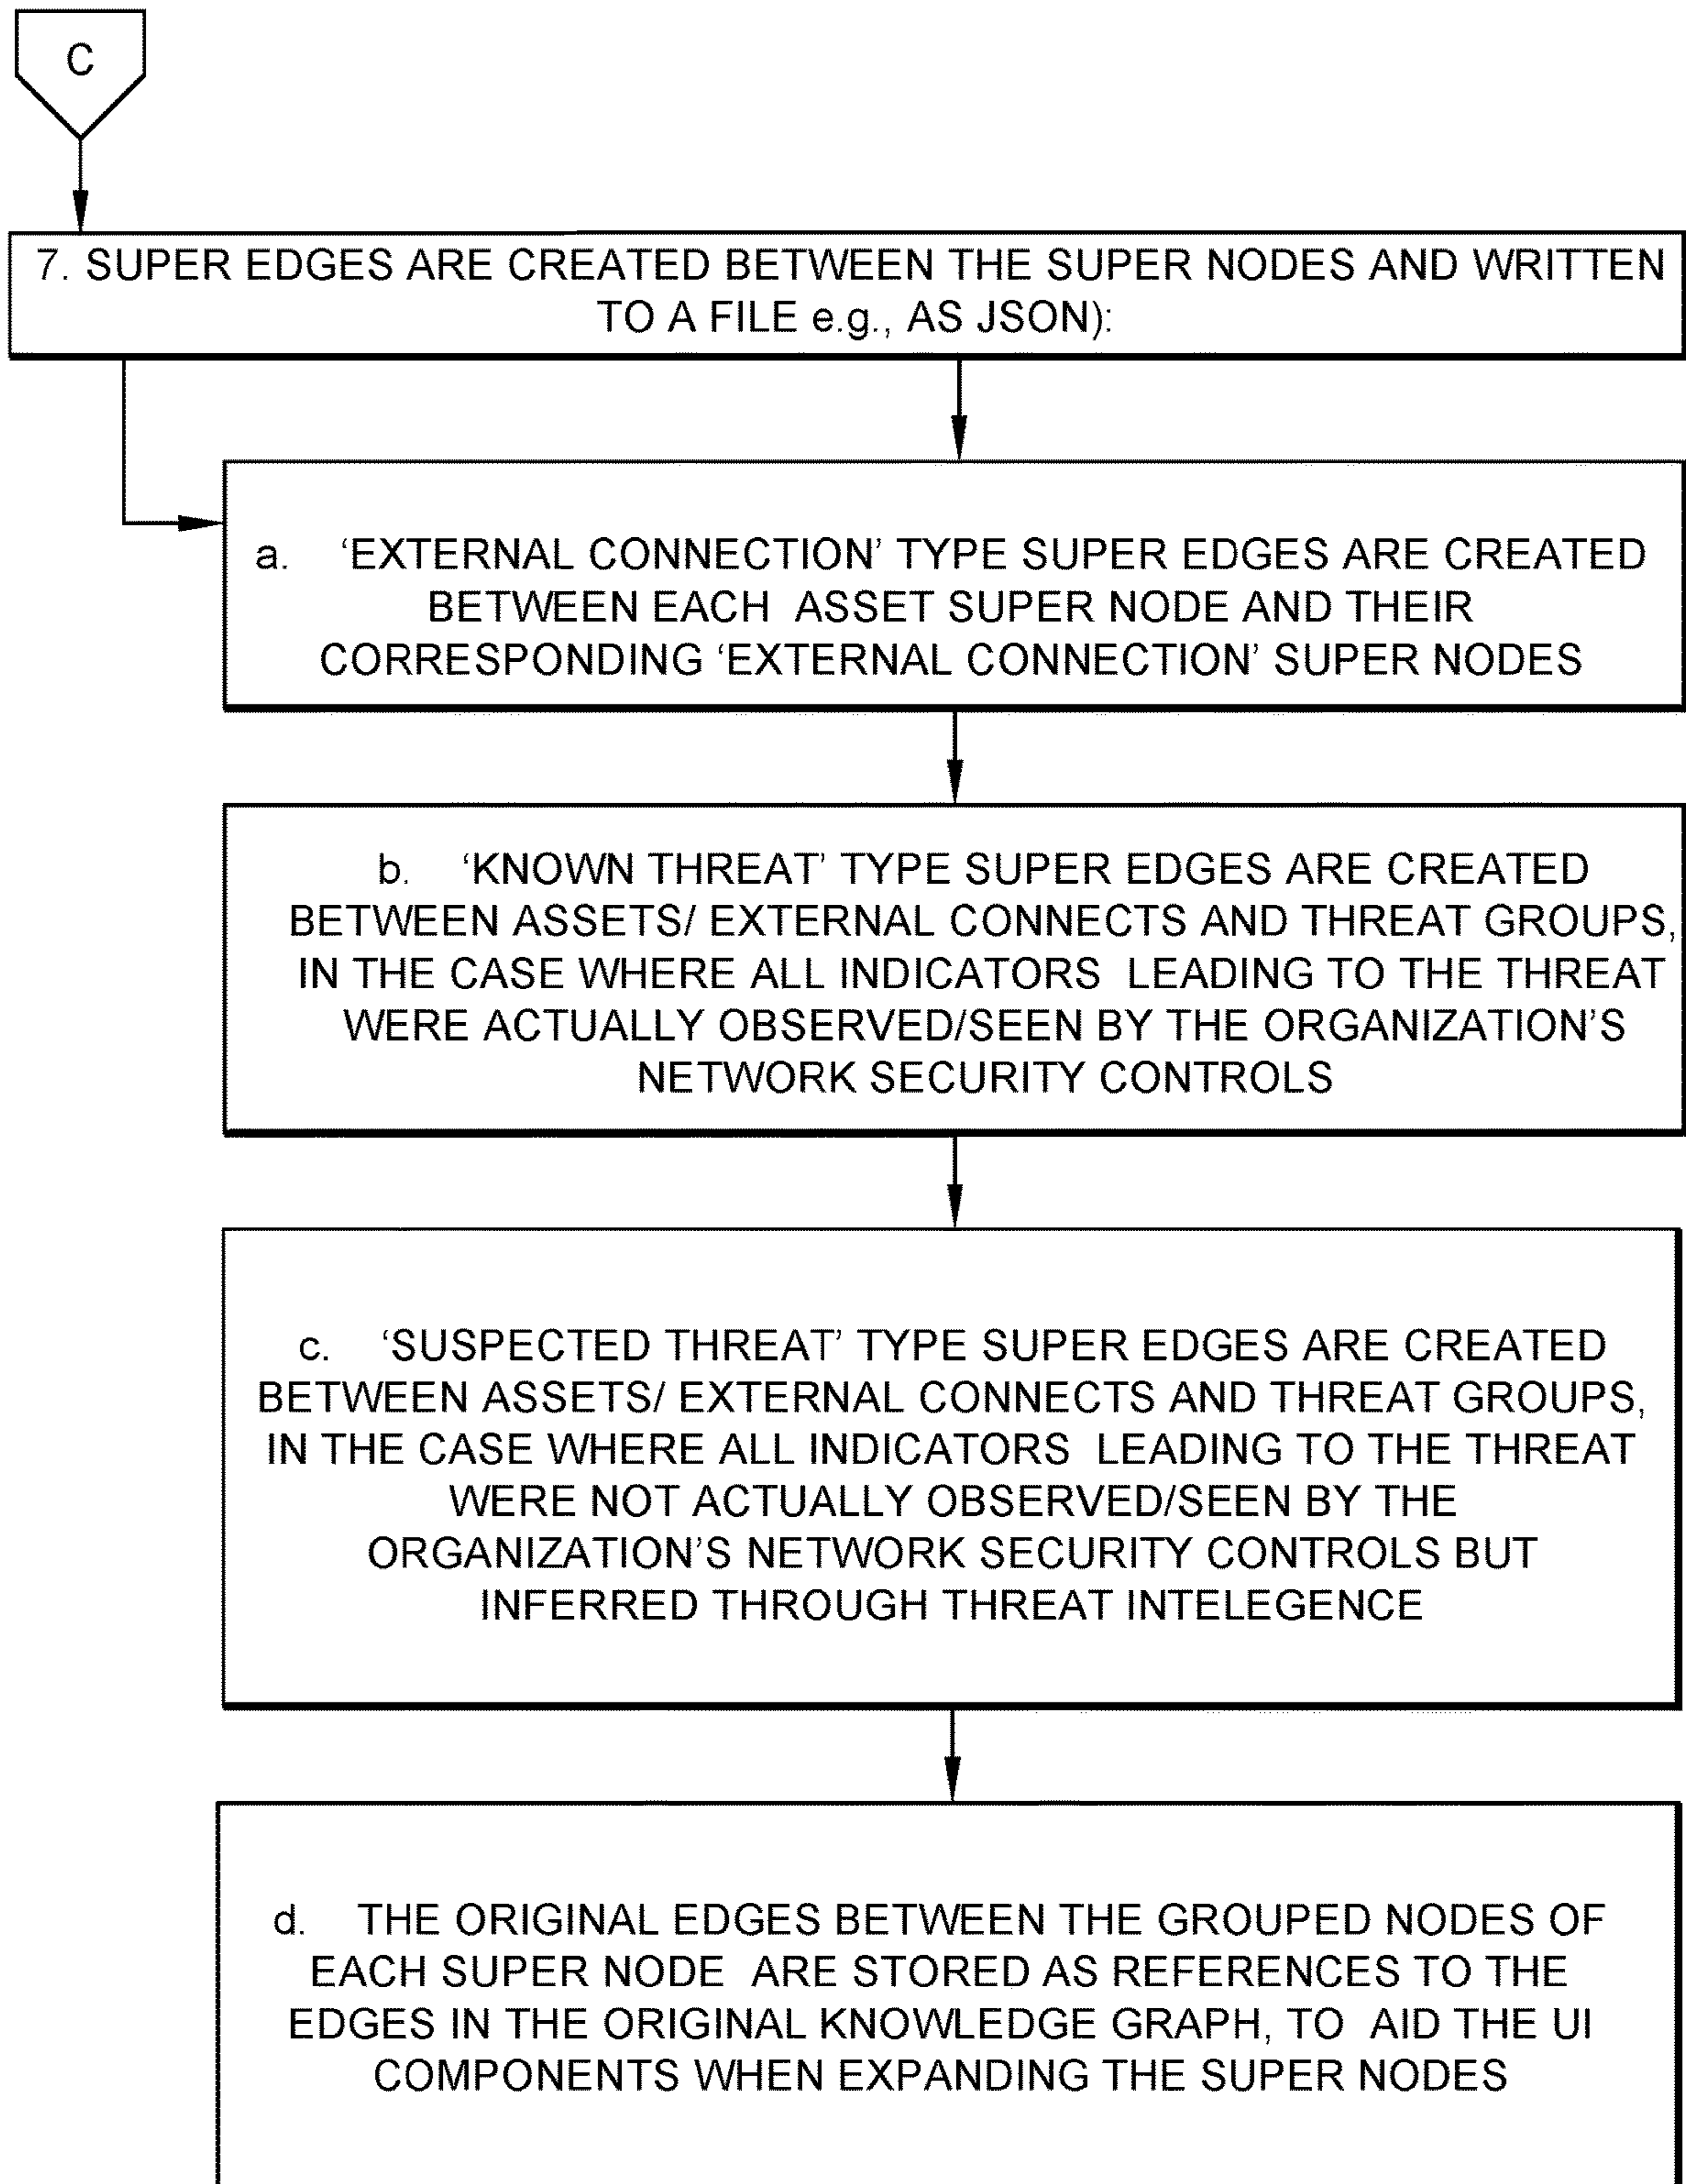 C
7. SUPER EDGES ARE CREATED BETWEEN THE SUPER NODES AND WRITTEN
TO A FILE e.g., AS JSON):
a. ‘EXTERNAL CONNECTION’ TYPE SUPER EDGES ARE CREATED
BETWEEN EACH ASSET SUPER NODE AND THEIR
CORRESPONDING ‘EXTERNAL CONNECTION’ SUPER NODES
b. ‘KNOWN THREAT’ TYPE SUPER EDGES ARE CREATED
BETWEEN ASSETS/ EXTERNAL CONNECTS AND THREAT GROUPS,
IN THE CASE WHERE ALL INDICATORS LEADING TO THE THREAT
WERE ACTUALLY OBSERVED/SEEN BY THE ORGANIZATION’S
NETWORK SECURITY CONTROLS
c. ‘SUSPECTED THREAT’ TYPE SUPER EDGES ARE CREATED
BETWEEN ASSETS/ EXTERNAL CONNECTS AND THREAT GROUPS,
IN THE CASE WHERE ALL INDICATORS LEADING TO THE THREAT
WERE NOT ACTUALLY OBSERVED/SEEN BY THE
ORGANIZATION’S NETWORK SECURITY CONTROLS BUT
INFERRED THROUGH THREAT INTELEGENCE
d. THE ORIGINAL EDGES BETWEEN THE GROUPED NODES OF
EACH SUPER NODE ARE STORED AS REFERENCES TO THE
EDGES IN THE ORIGINAL KNOWLEDGE GRAPH, TO AID THE UI
COMPONENTS WHEN EXPANDING THE SUPER NODES